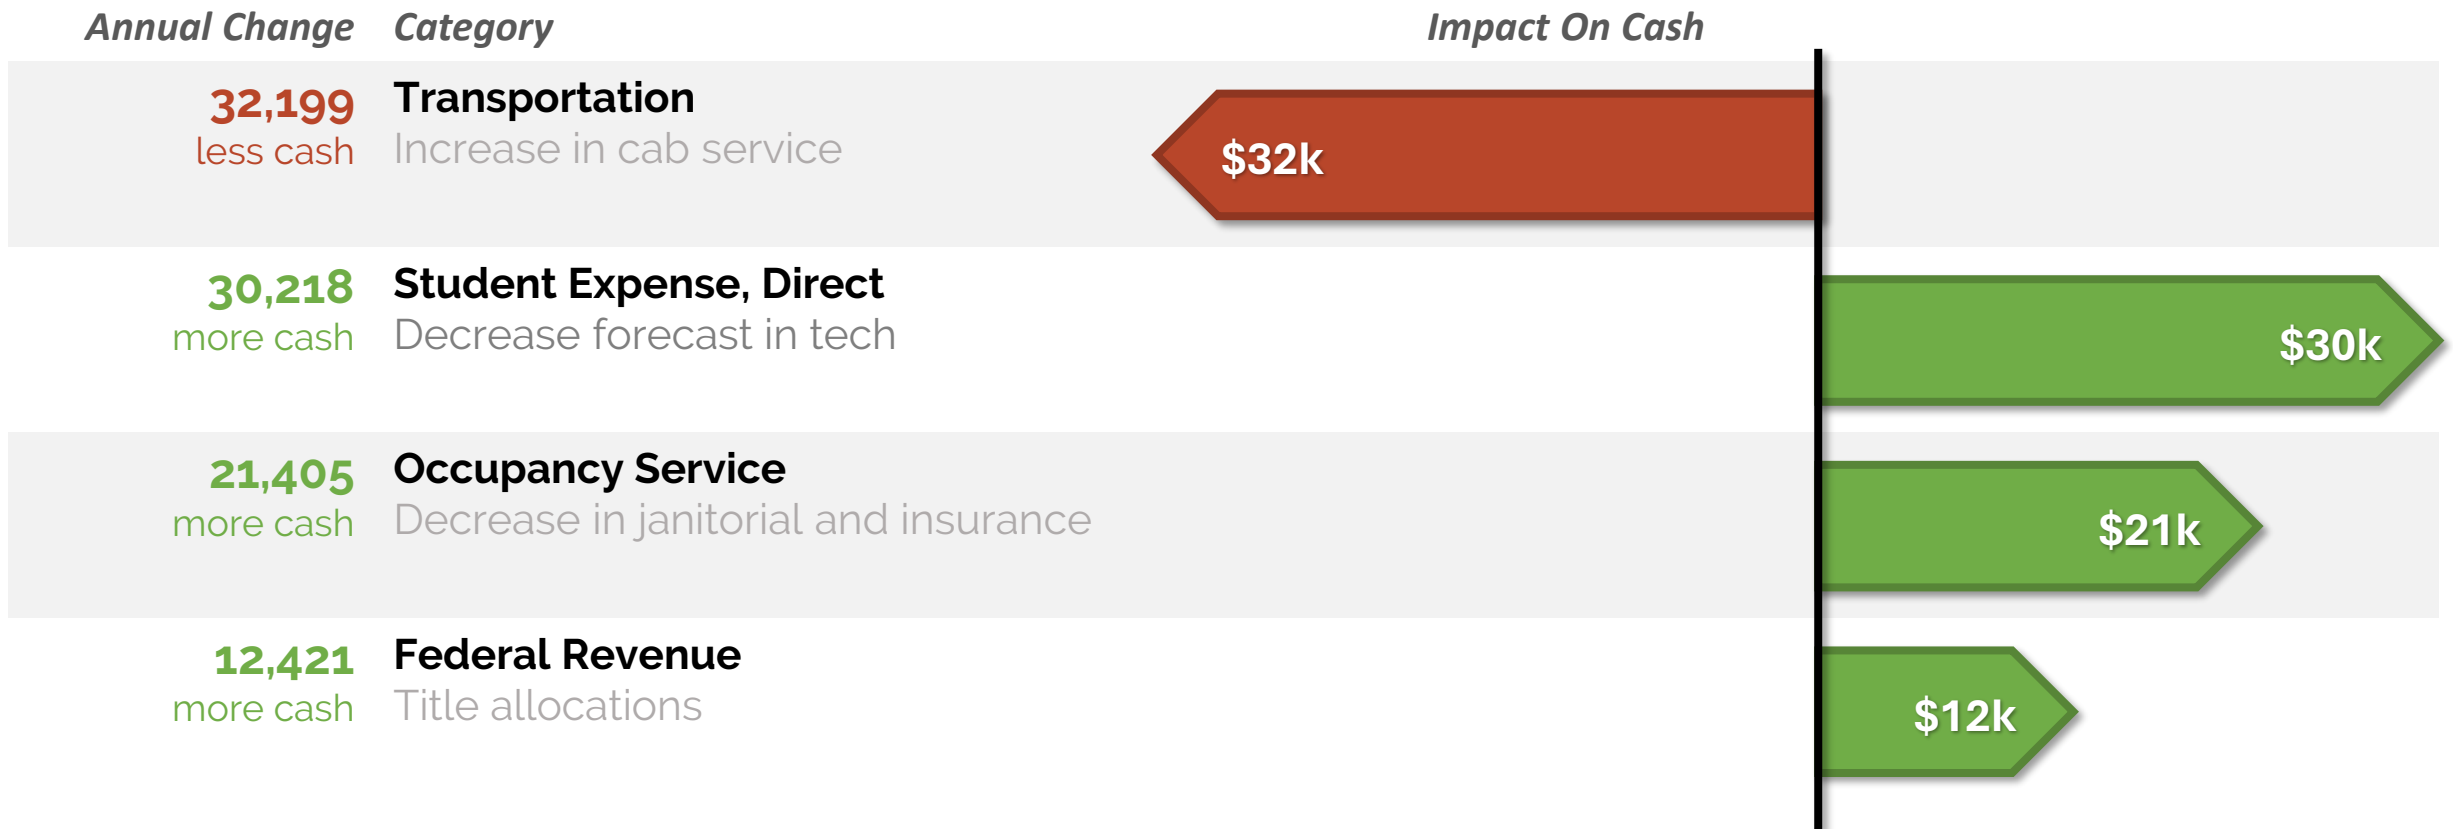 Annual Change Category Impact On Cash
32,199 Transportation
less cash Increase in cab service
$32k
30,218 Student Expense, Direct
more cash Decrease forecast in tech
$30k
21,405 Occupancy Service
more cash Decrease in janitorial and insurance
$21k
12,421 Federal Revenue
more cash Title allocations
$12k